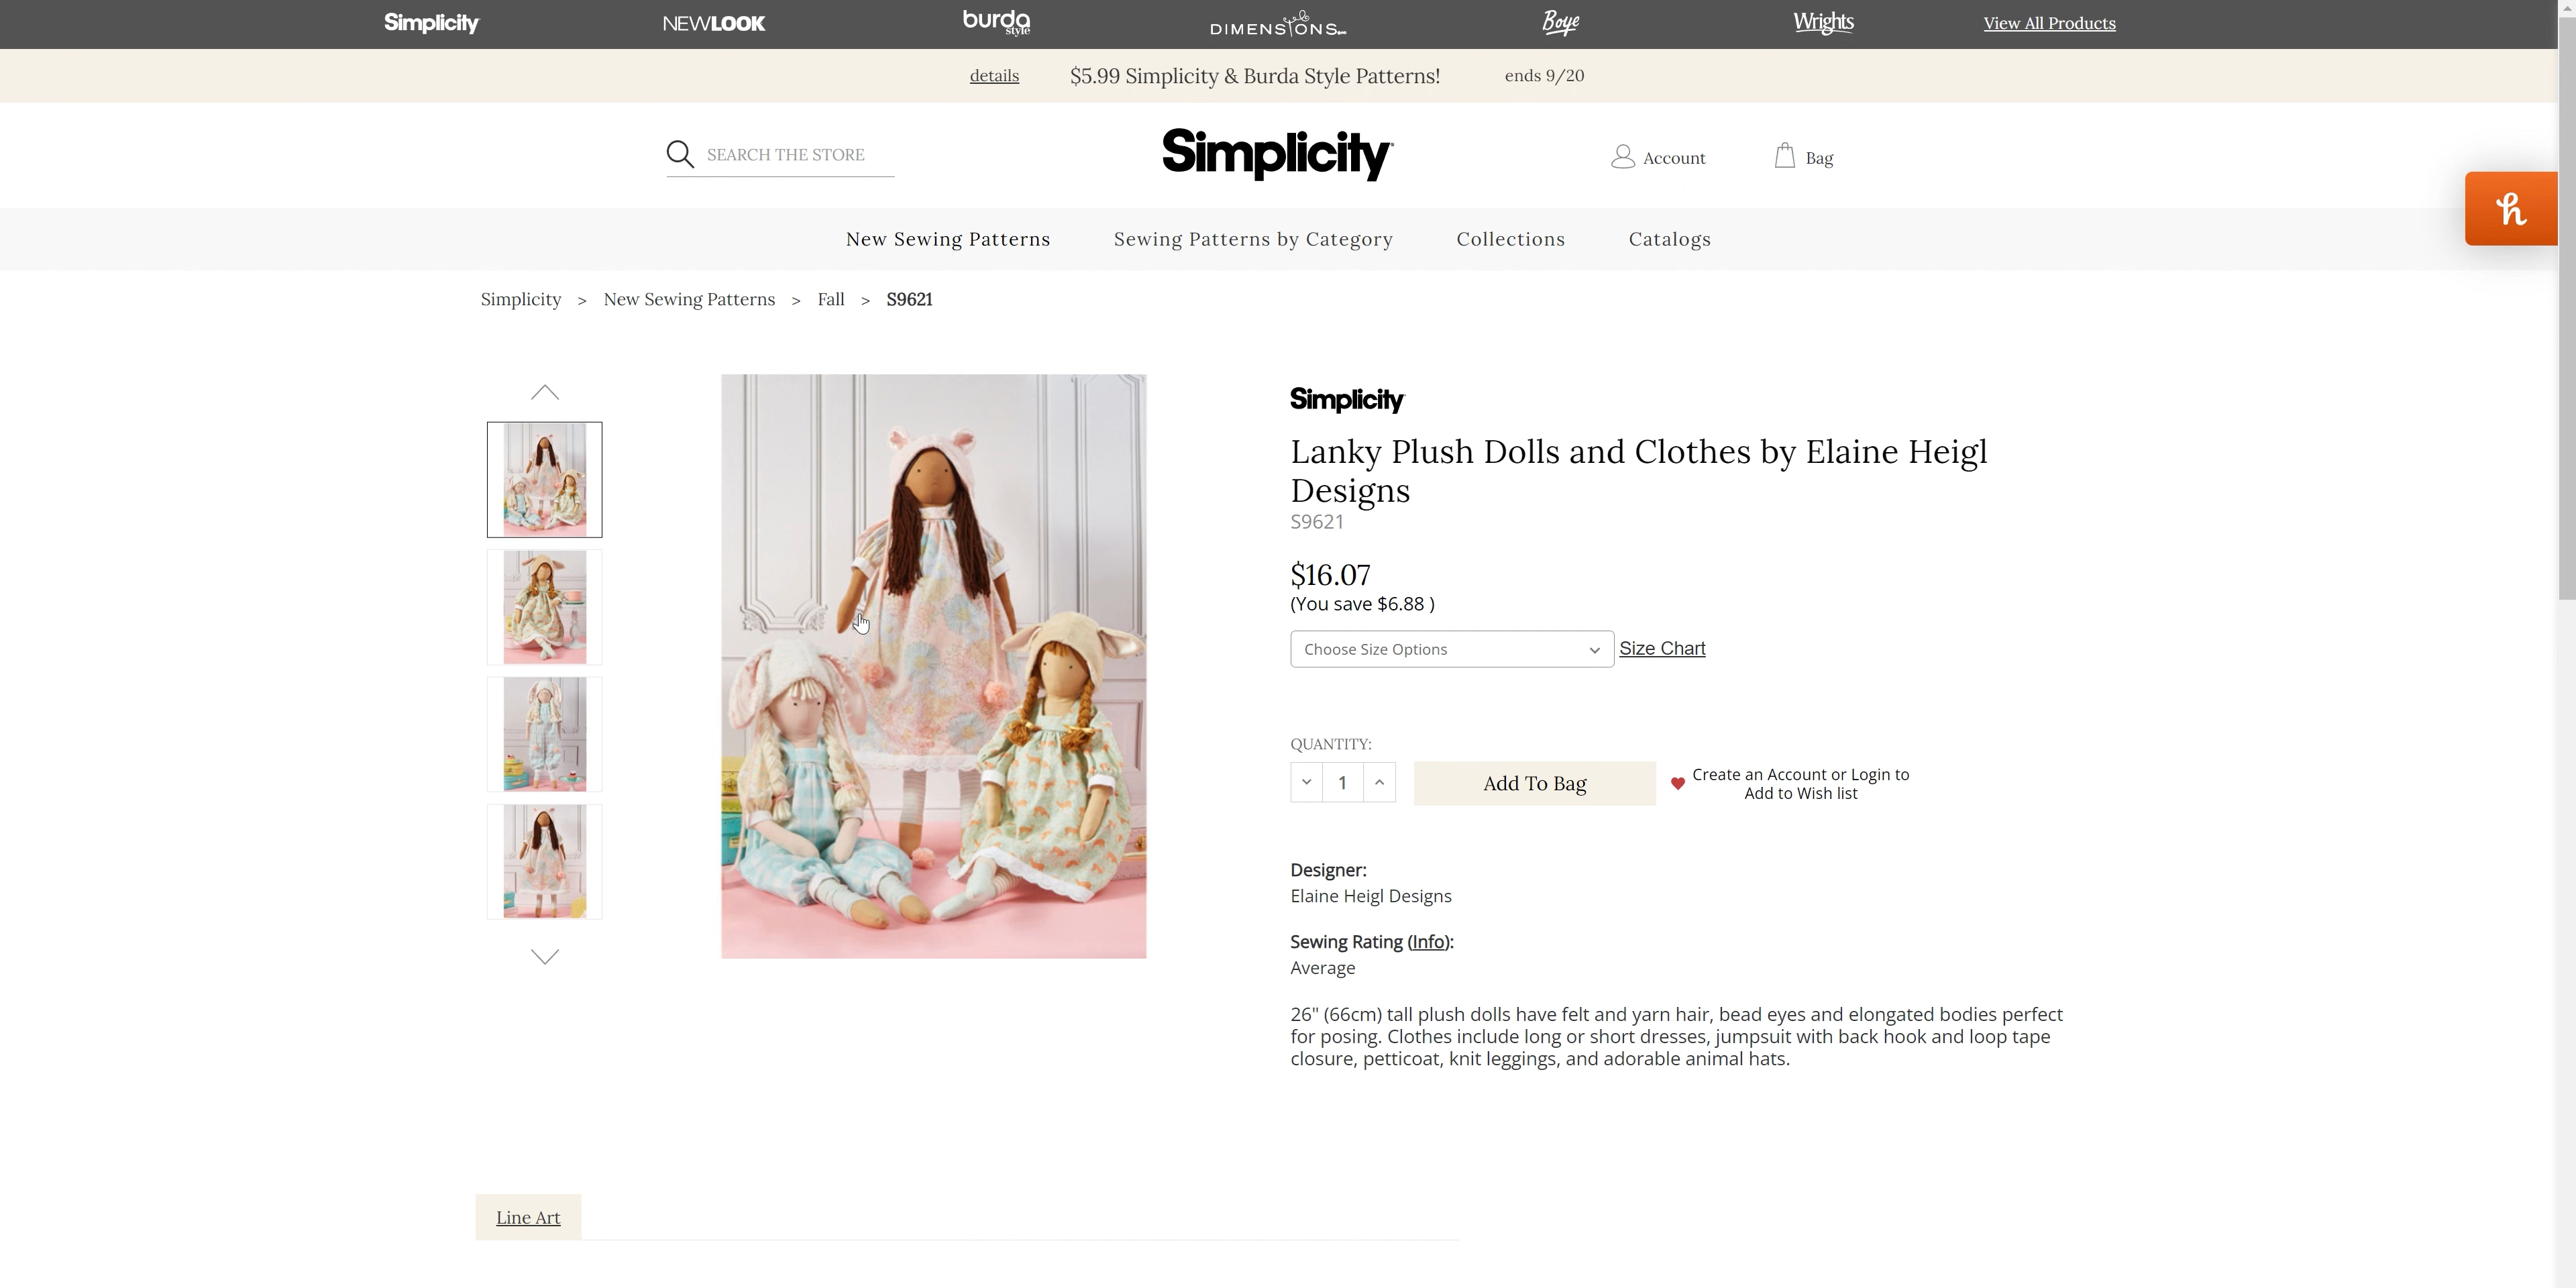 Simplicity
NEWLOOK
burda style
DIMENSIONS
Boye
Wrights
View All Products
details
$5.99 Simplicity & Burda Style Patterns!
ends 9/20
SEARCH THE STORE
Simplicity
Account
Bag
New Sewing Patterns
Sewing Patterns by Category
Collections
Catalogs
Simplicity > New Sewing Patterns > Fall > S9621
Simplicity
Lanky Plush Dolls and Clothes by Elaine Heigl
Designs
S9621
$16.07
(You save $6.88 )
Choose Size Options
Size Chart
QUANTITY:
1
Add To Bag
Create an Account or Login to
Add to Wish list
Designer:
Elaine Heigl Designs
Sewing Rating (Info):
Average
26" (66cm) tall plush dolls have felt and yarn hair, bead eyes and elongated bodies perfect
for posing. Clothes include long or short dresses, jumpsuit with back hook and loop tape
closure, petticoat, knit leggings, and adorable animal hats.
Line Art